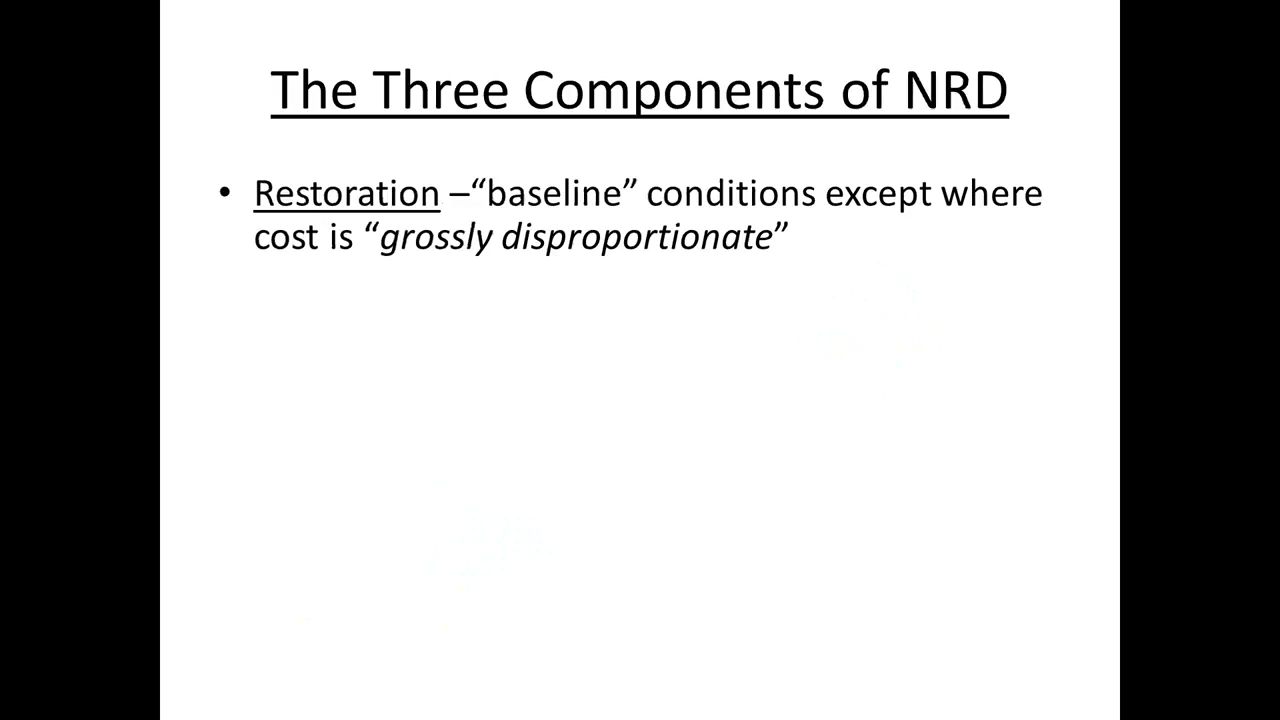 The Three Components of NRD
• Restoration –“baseline” conditions except where
cost is “grossly disproportionate”